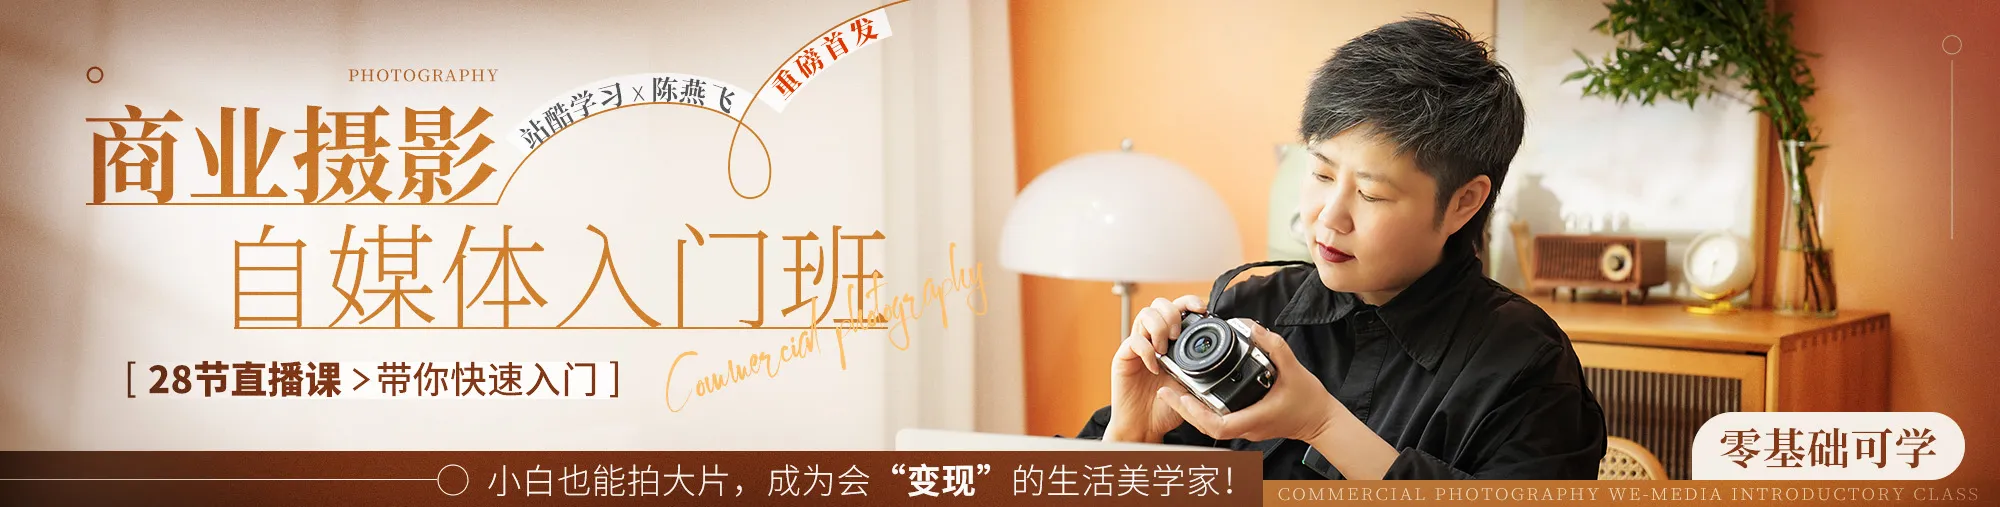 PHOTOGRAPHY
商业摄影
站酷学习 x 陈燕飞
重磅首发
自媒体入门班
Commercial photography
[ 28节直播课 > 带你快速入门 ]
小白也能拍大片，成为会“变现”的生活美学家！
零基础可学
COMMERCIAL PHOTOGRAPHY WE-MEDIA INTRODUCTORY CLASS